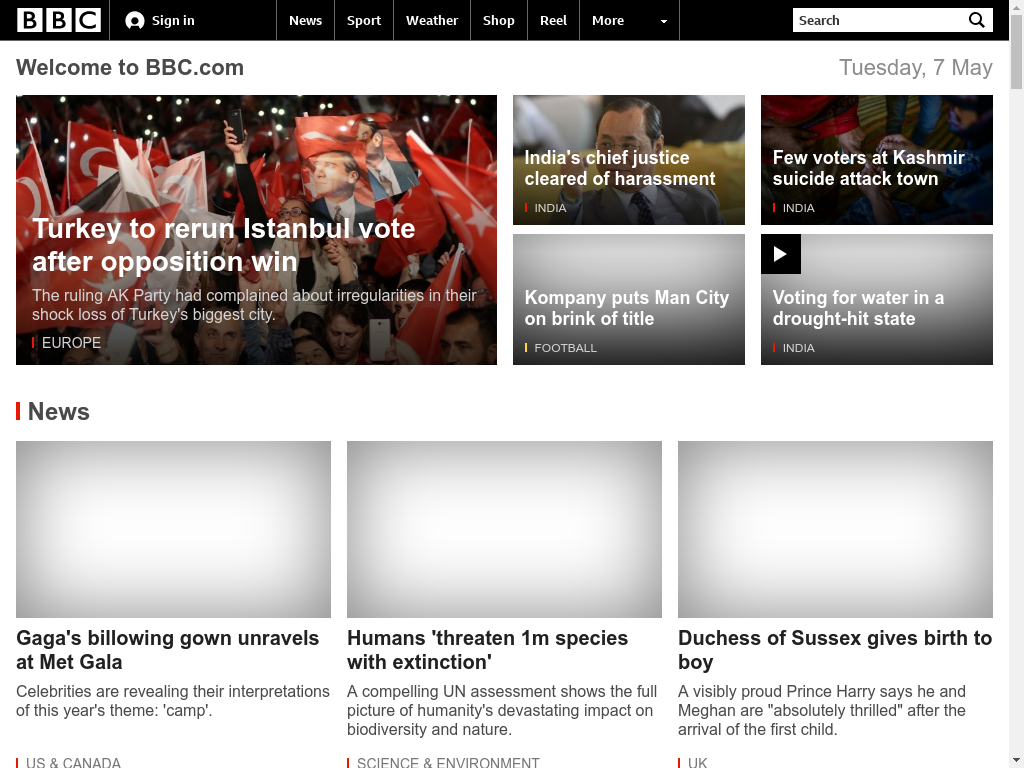 BBC
Sign in
News
Sport
Weather
Shop
Reel
More
Search
Welcome to BBC.com
Tuesday, 7 May
Turkey to rerun Istanbul vote
after opposition win
The ruling AK Party had complained about irregularities in their
shock loss of Turkey's biggest city.
EUROPE
India's chief justice
cleared of harassment
INDIA
Few voters at Kashmir
suicide attack town
INDIA
Kompany puts Man City
on brink of title
FOOTBALL
Voting for water in a
drought-hit state
INDIA
News
Gaga's billowing gown unravels
at Met Gala
Celebrities are revealing their interpretations
of this year's theme: 'camp'.
US & CANADA
Humans 'threaten 1m species
with extinction'
A compelling UN assessment shows the full
picture of humanity's devastating impact on
biodiversity and nature.
SCIENCE & ENVIRONMENT
Duchess of Sussex gives birth to
boy
A visibly proud Prince Harry says he and
Meghan are "absolutely thrilled" after the
arrival of the first child.
UK